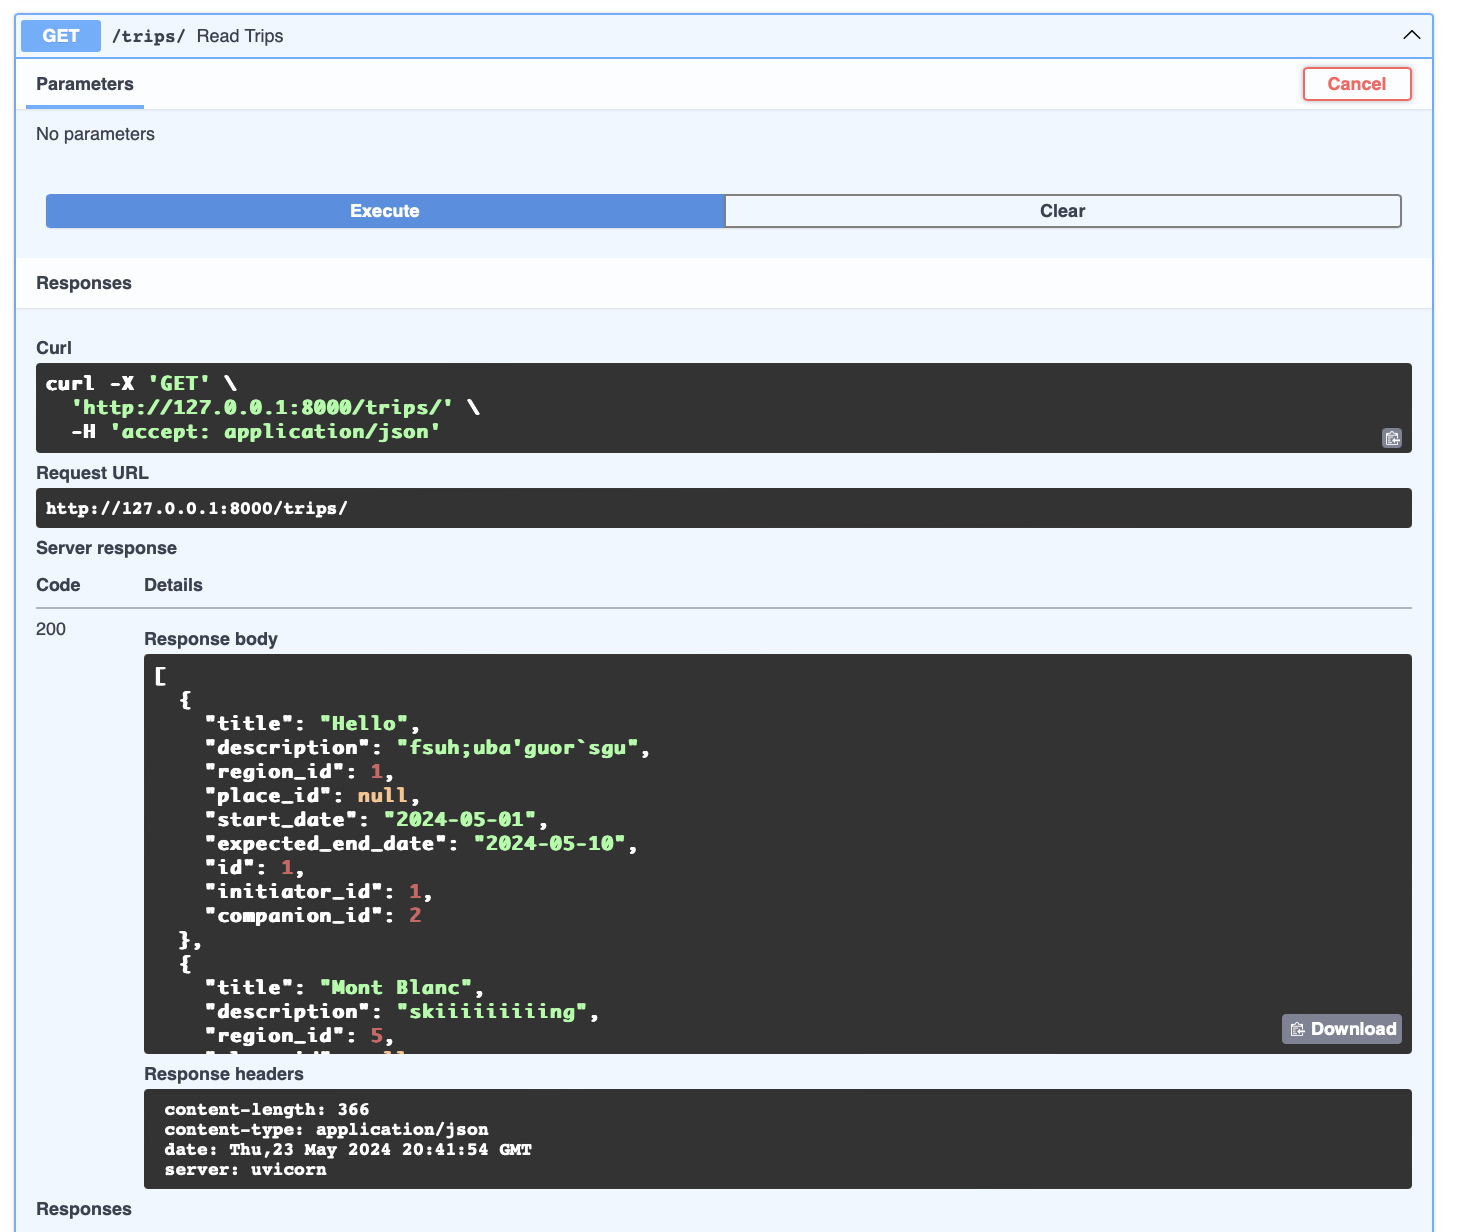 GET /trips/ Read Trips
Parameters
Cancel
No parameters
Execute
Clear
Responses
Curl
curl -X 'GET' \
  'http://127.0.0.1:8000/trips/' \
  -H 'accept: application/json'
Request URL
http://127.0.0.1:8000/trips/
Server response
Code Details
200
Response body
[
  {
    "title": "Hello",
    "description": "fsuh;uba'guor`sgu",
    "region_id": 1,
    "place_id": null,
    "start_date": "2024-05-01",
    "expected_end_date": "2024-05-10",
    "id": 1,
    "initiator_id": 1,
    "companion_id": 2
  },
  {
    "title": "Mont Blanc",
    "description": "skiiiiiiiiing",
    "region_id": 5,
Download
Response headers
content-length: 366
content-type: application/json
date: Thu,23 May 2024 20:41:54 GMT
server: uvicorn
Responses